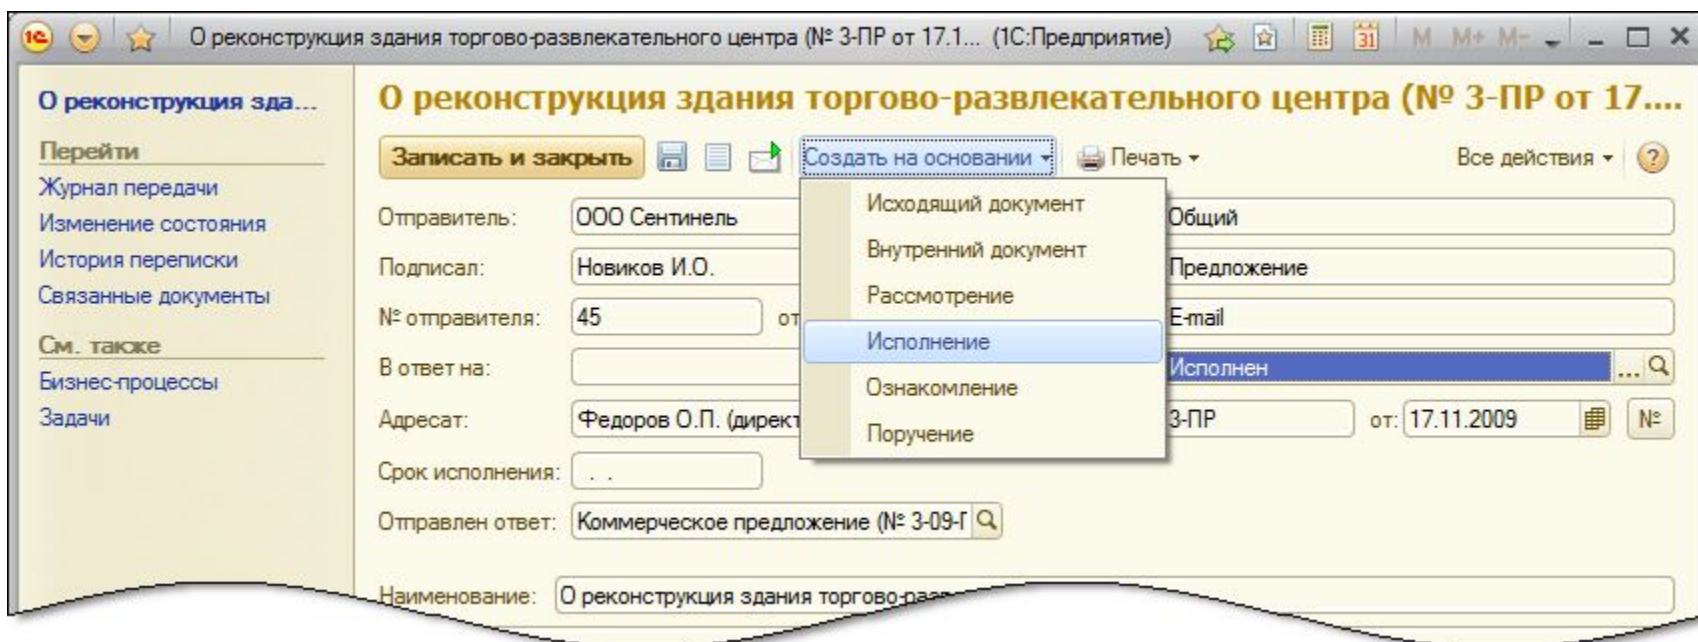 О реконструкция здания торгово-развлекательного центра (№ 3-ПР от 17.1... (1С:Предприятие) 31 M M+ M-
О реконструкция зда...
Перейти
Журнал передачи
Изменение состояния
История переписки
Связанные документы
См. также
Бизнес-процессы
Задачи
О реконструкция здания торгово-развлекательного центра (№ 3-ПР от 17....
Записать и закрыть Создать на основании Печать Все действия ?
Исходящий документ
Внутренний документ
Рассмотрение
Исполнение
Ознакомление
Поручение
Отправитель: ООО Сентинель Общий
Подписал: Новиков И.О. Предложение
№ отправителя: 45 от E-mail
В ответ на: Исполнен ...
Адресат: Федоров О.П. (директ 3-ПР от: 17.11.2009 №
Срок исполнения: . .
Отправлен ответ: Коммерческое предложение (№ 3-09-Г
Наименование: О реконструкция здания торгово-разв